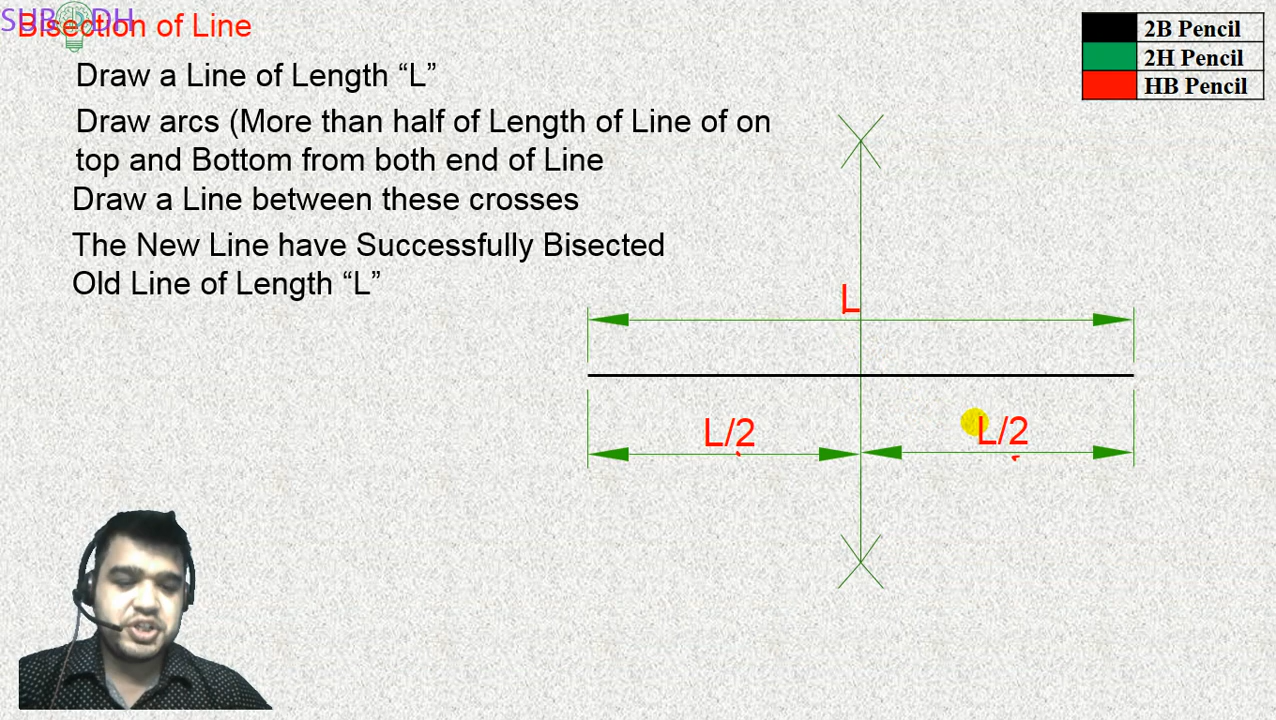 SUBODH
Bisection of Line
Draw a Line of Length “L”
Draw arcs (More than half of Length of Line of on
top and Bottom from both end of Line
Draw a Line between these crosses
The New Line have Successfully Bisected
Old Line of Length “L”
2B Pencil
2H Pencil
HB Pencil
L
L/2
L/2